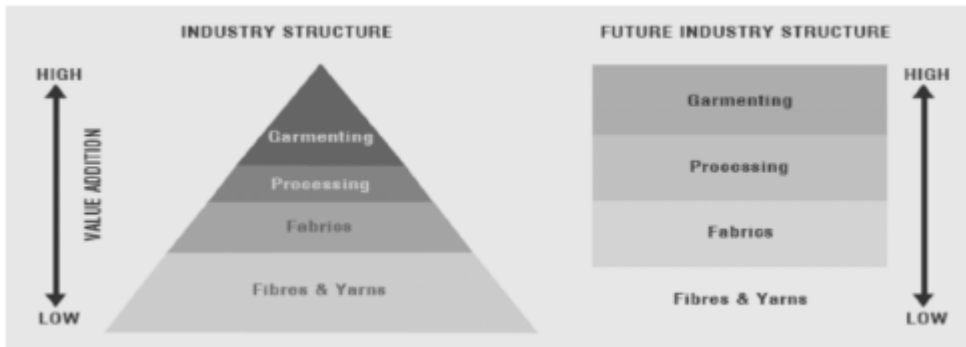 INDUSTRY STRUCTURE
HIGH
VALUE ADDITION
LOW
Garmenting
Processing
Fabrics
Fibres & Yarns
FUTURE INDUSTRY STRUCTURE
Garmenting
Processing
Fabrics
Fibres & Yarns
HIGH
LOW